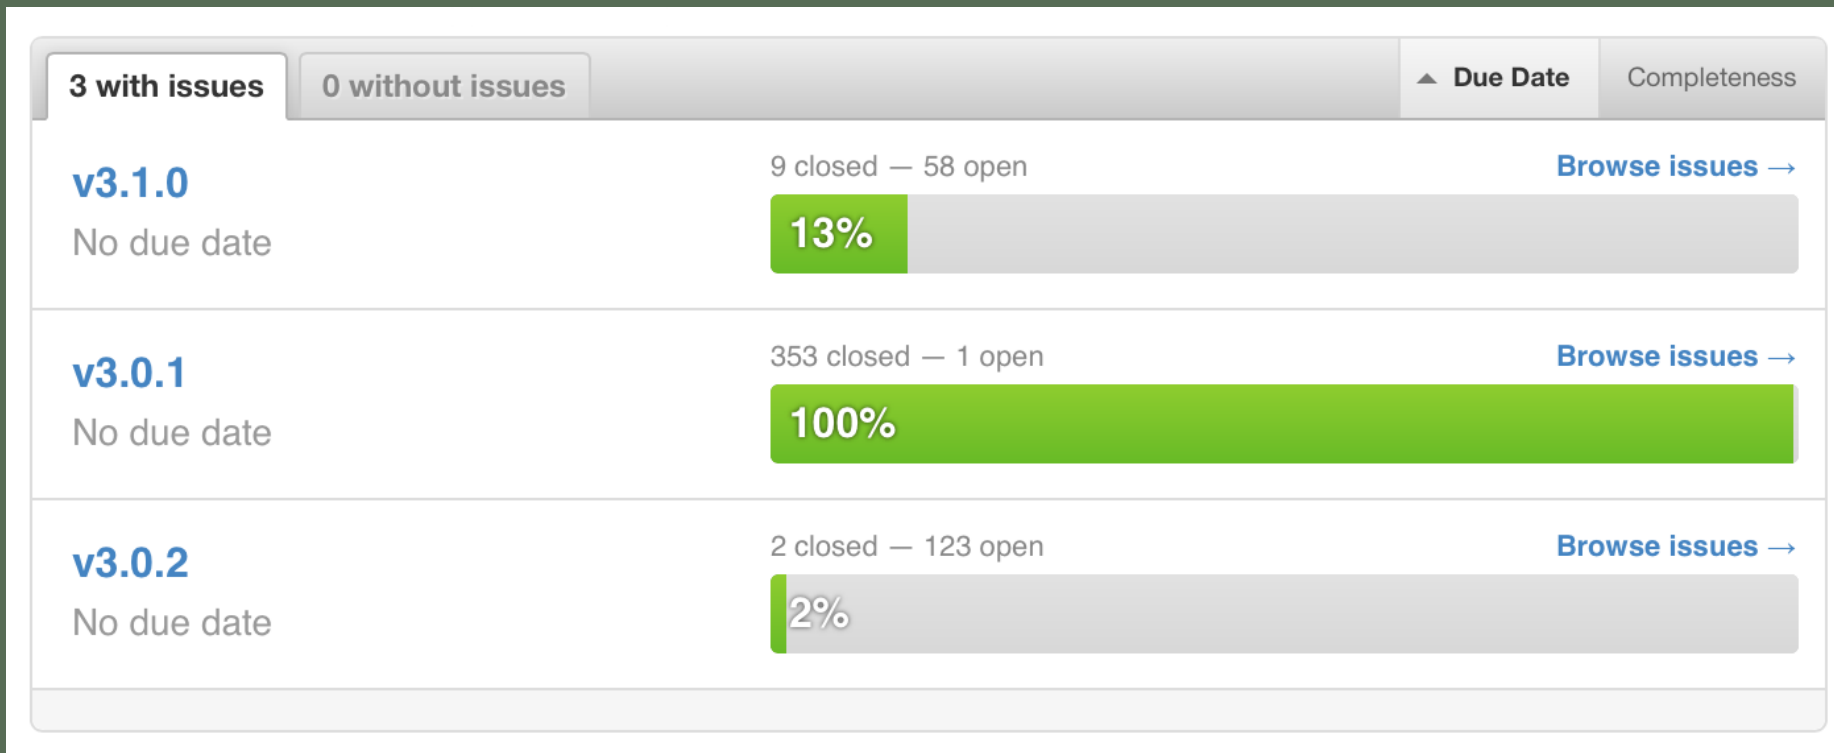 3 with issues
0 without issues
▲ Due Date
Completeness
v3.1.0
No due date
9 closed — 58 open
Browse issues →
13%
v3.0.1
No due date
353 closed — 1 open
Browse issues →
100%
v3.0.2
No due date
2 closed — 123 open
Browse issues →
2%